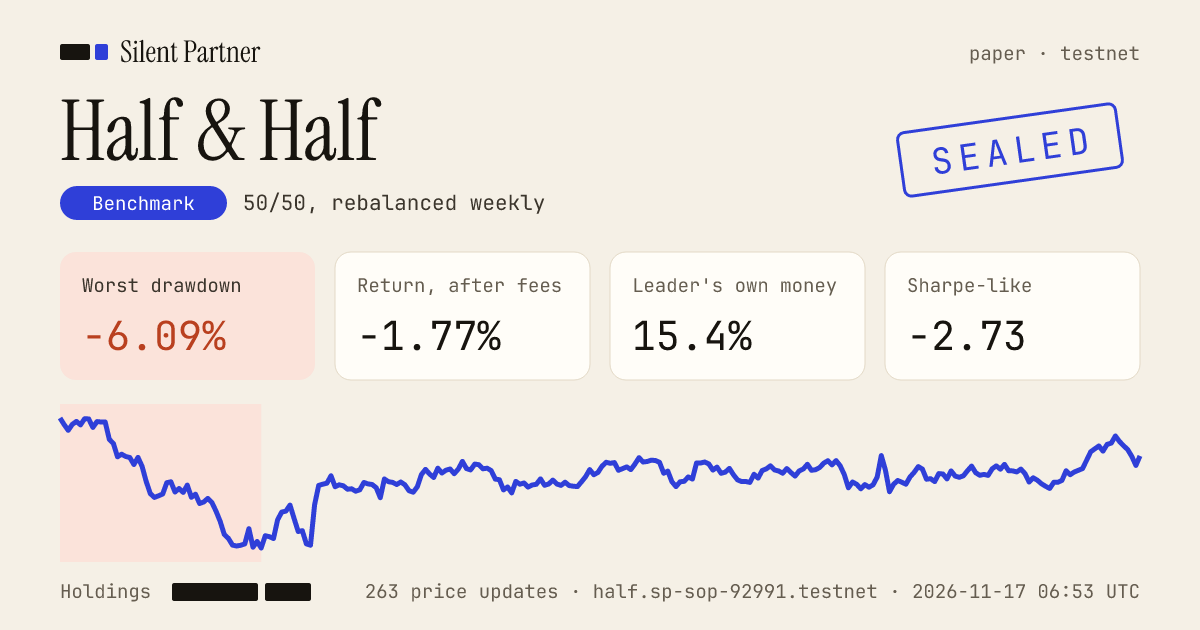 Silent Partner
paper · testnet
Half & Half
SEALED
Benchmark 50/50, rebalanced weekly
Worst drawdown
-6.09%
Return, after fees
-1.77%
Leader's own money
15.4%
Sharpe-like
-2.73
Holdings
263 price updates · half.sp-sop-92991.testnet · 2026-11-17 06:53 UTC